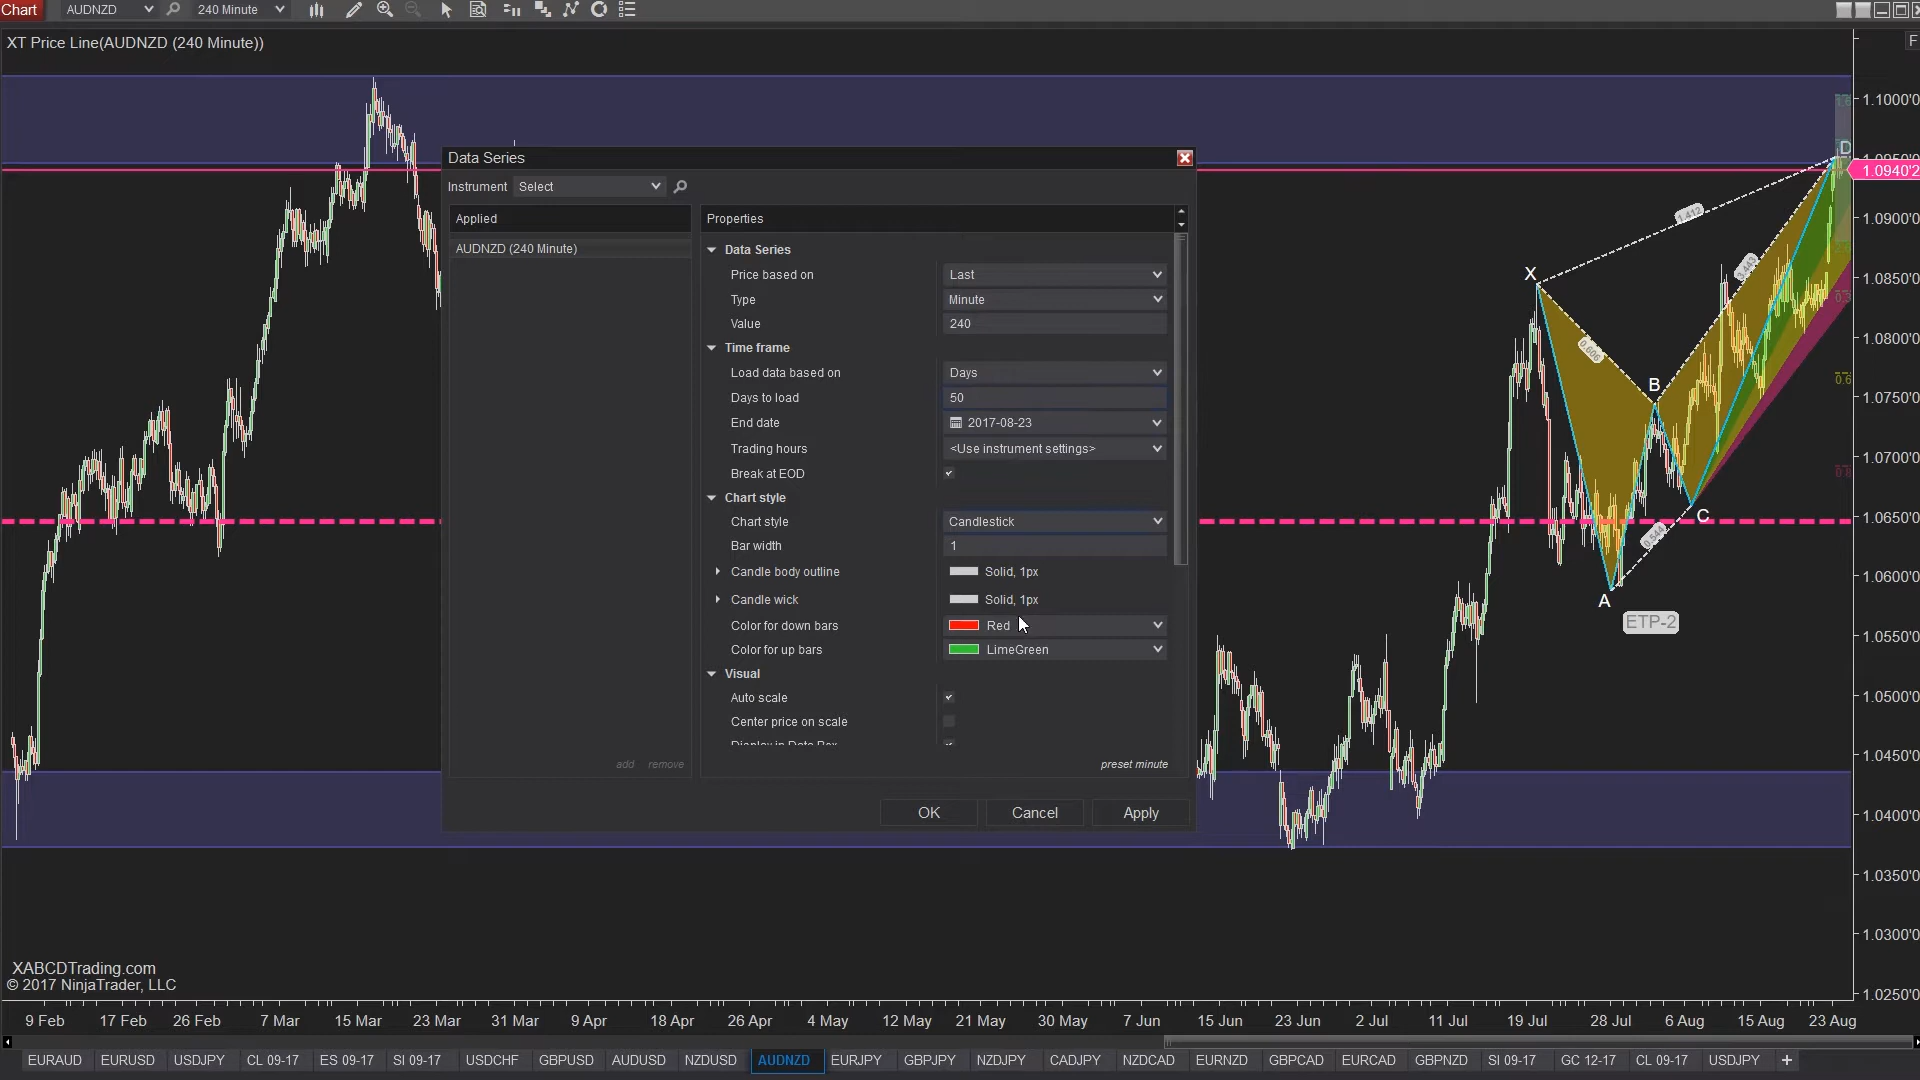 Chart AUDNZD 240 Minute
XT Price Line(AUDNZD (240 Minute))
F
1.1000'0
D
1.0940'2
1.0900'0
1.0850'0
1.0800'0
1.0750'0
1.0700'0
1.0650'0
1.0600'0
1.0550'0
1.0500'0
1.0450'0
1.0400'0
1.0350'0
1.0300'0
1.0250'0
Data Series
Instrument Select
Applied
AUDNZD (240 Minute)
add remove
Properties
Data Series
Price based on Last
Type Minute
Value 240
Time frame
Load data based on Days
Days to load 50
End date 2017-08-23
Trading hours <Use instrument settings>
Break at EOD
Chart style
Chart style Candlestick
Bar width 1
Candle body outline Solid, 1px
Candle wick Solid, 1px
Color for down bars Red
Color for up bars LimeGreen
Visual
Auto scale
Center price on scale
preset minute
OK Cancel Apply
1.412
X
3.443
0.606
B
C
0.544
A
ETP-2
XABCDTrading.com
© 2017 NinjaTrader, LLC
9 Feb 17 Feb 26 Feb 7 Mar 15 Mar 23 Mar 31 Mar 9 Apr 18 Apr 26 Apr 4 May 12 May 21 May 30 May 7 Jun 15 Jun 23 Jun 2 Jul 11 Jul 19 Jul 28 Jul 6 Aug 15 Aug 23 Aug
EURAUD EURUSD USDJPY CL 09-17 ES 09-17 SI 09-17 USDCHF GBPUSD AUDUSD NZDUSD AUDNZD EURJPY GBPJPY NZDJPY CADJPY NZDCAD EURNZD GBPCAD EURCAD GBPNZD SI 09-17 GC 12-17 CL 09-17 USDJPY +